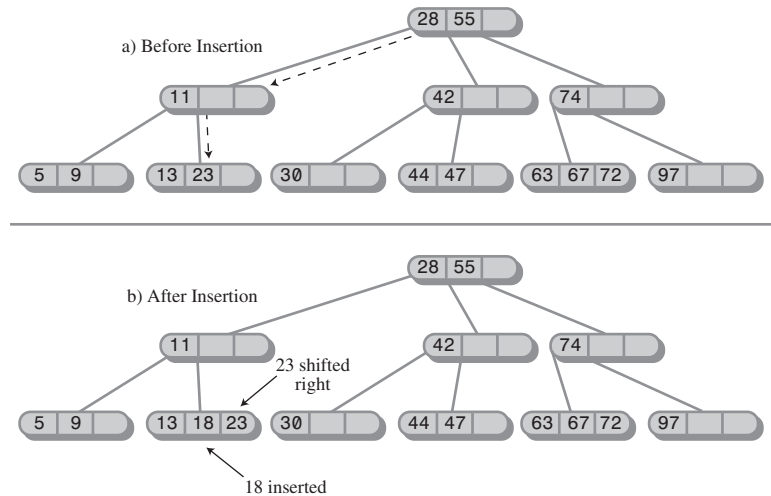 28 55
a) Before Insertion
11
42
74
5 9
13 23
30
44 47
63 67 72
97
28 55
b) After Insertion
11
42
74
23 shifted
right
5 9
13 18 23
30
44 47
63 67 72
97
18 inserted